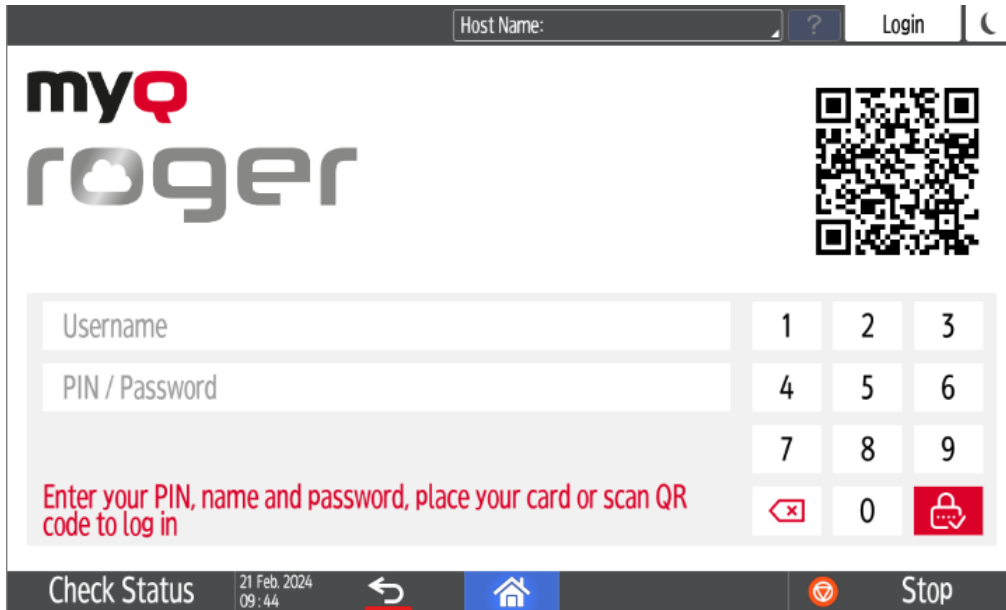 Host Name:
?
Login
myQ
roger
Username
PIN / Password
1 2 3
4 5 6
7 8 9
0
Enter your PIN, name and password, place your card or scan QR
code to log in
Check Status
21 Feb. 2024
09:44
Stop